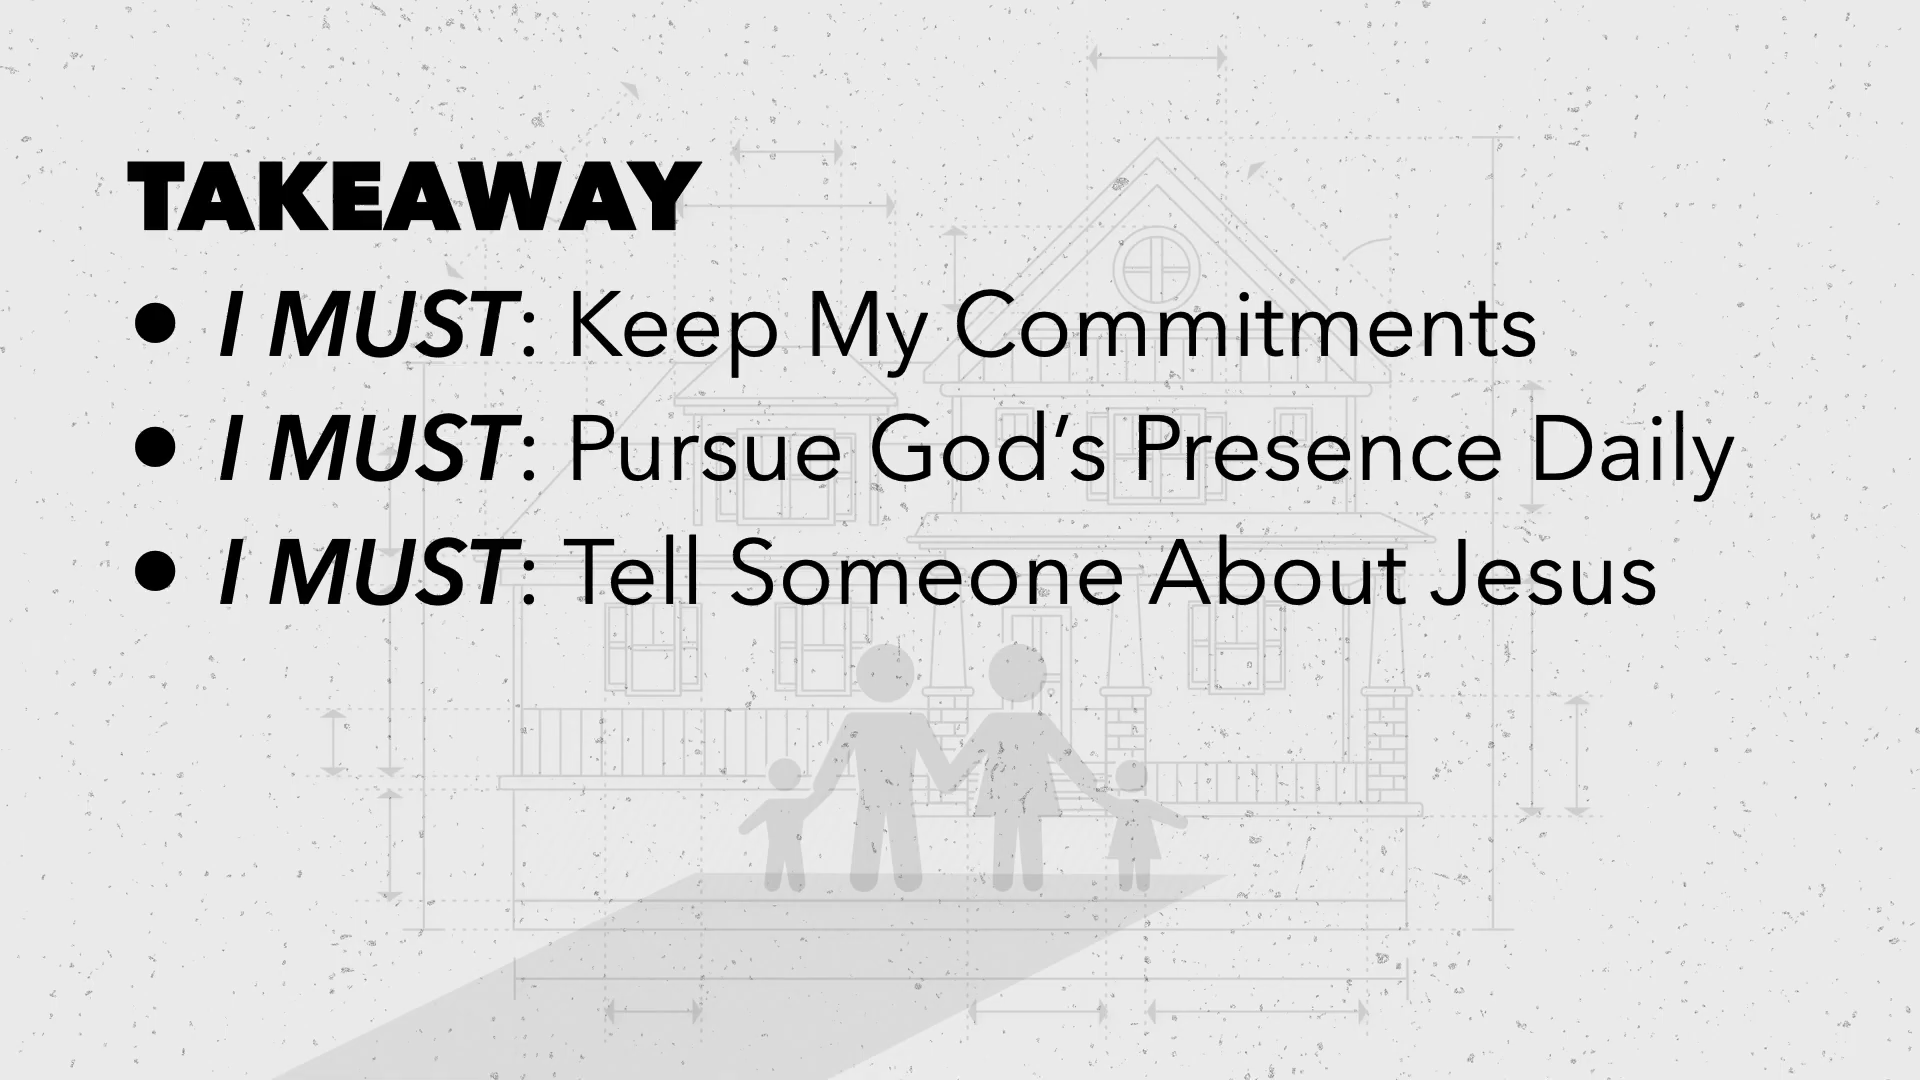 TAKEAWAY
• I MUST: Keep My Commitments
• I MUST: Pursue God’s Presence Daily
• I MUST: Tell Someone About Jesus